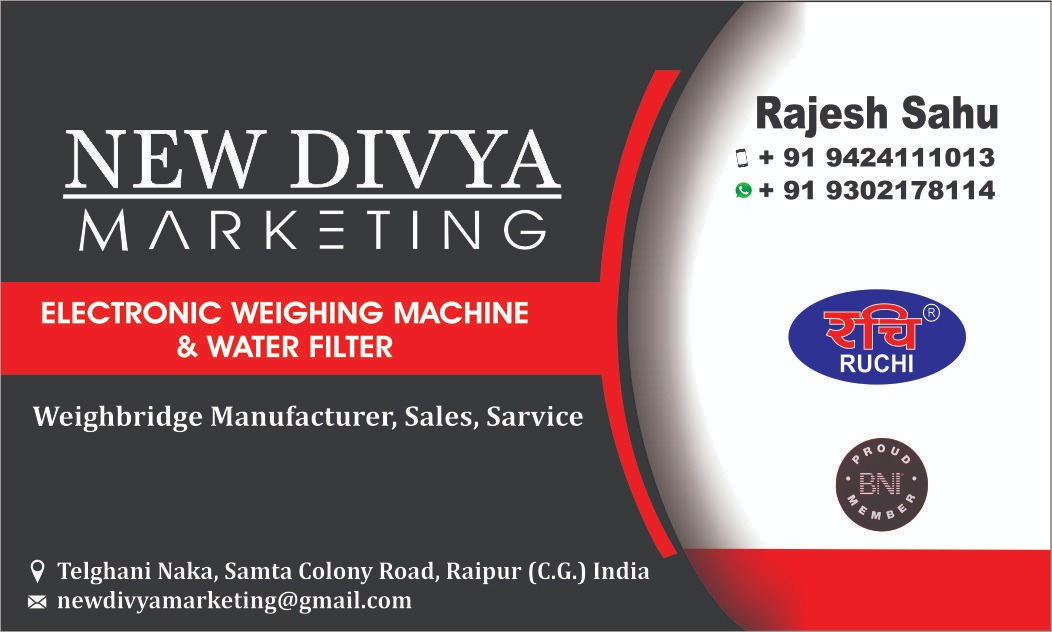 NEW DIVYA
MARKETING
ELECTRONIC WEIGHING MACHINE
& WATER FILTER
Weighbridge Manufacturer, Sales, Sarvice
Telghani Naka, Samta Colony Road, Raipur (C.G.) India
newdivyamarketing@gmail.com
Rajesh Sahu
+ 91 9424111013
+ 91 9302178114
रुचि ®
RUCHI
PROUD
BNI
MEMBER